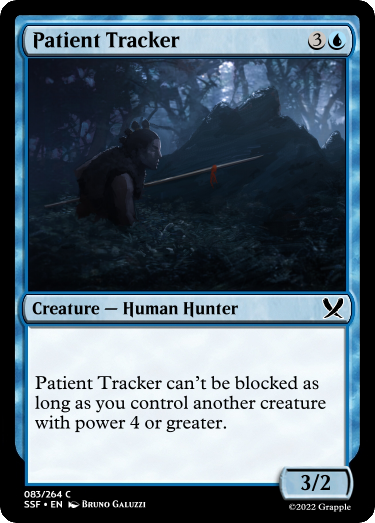 Patient Tracker 3
Creature — Human Hunter
Patient Tracker can't be blocked as
long as you control another creature
with power 4 or greater.
3/2
083/264 C
SSF • EN Bruno Galuzzi
©2022 Grapple